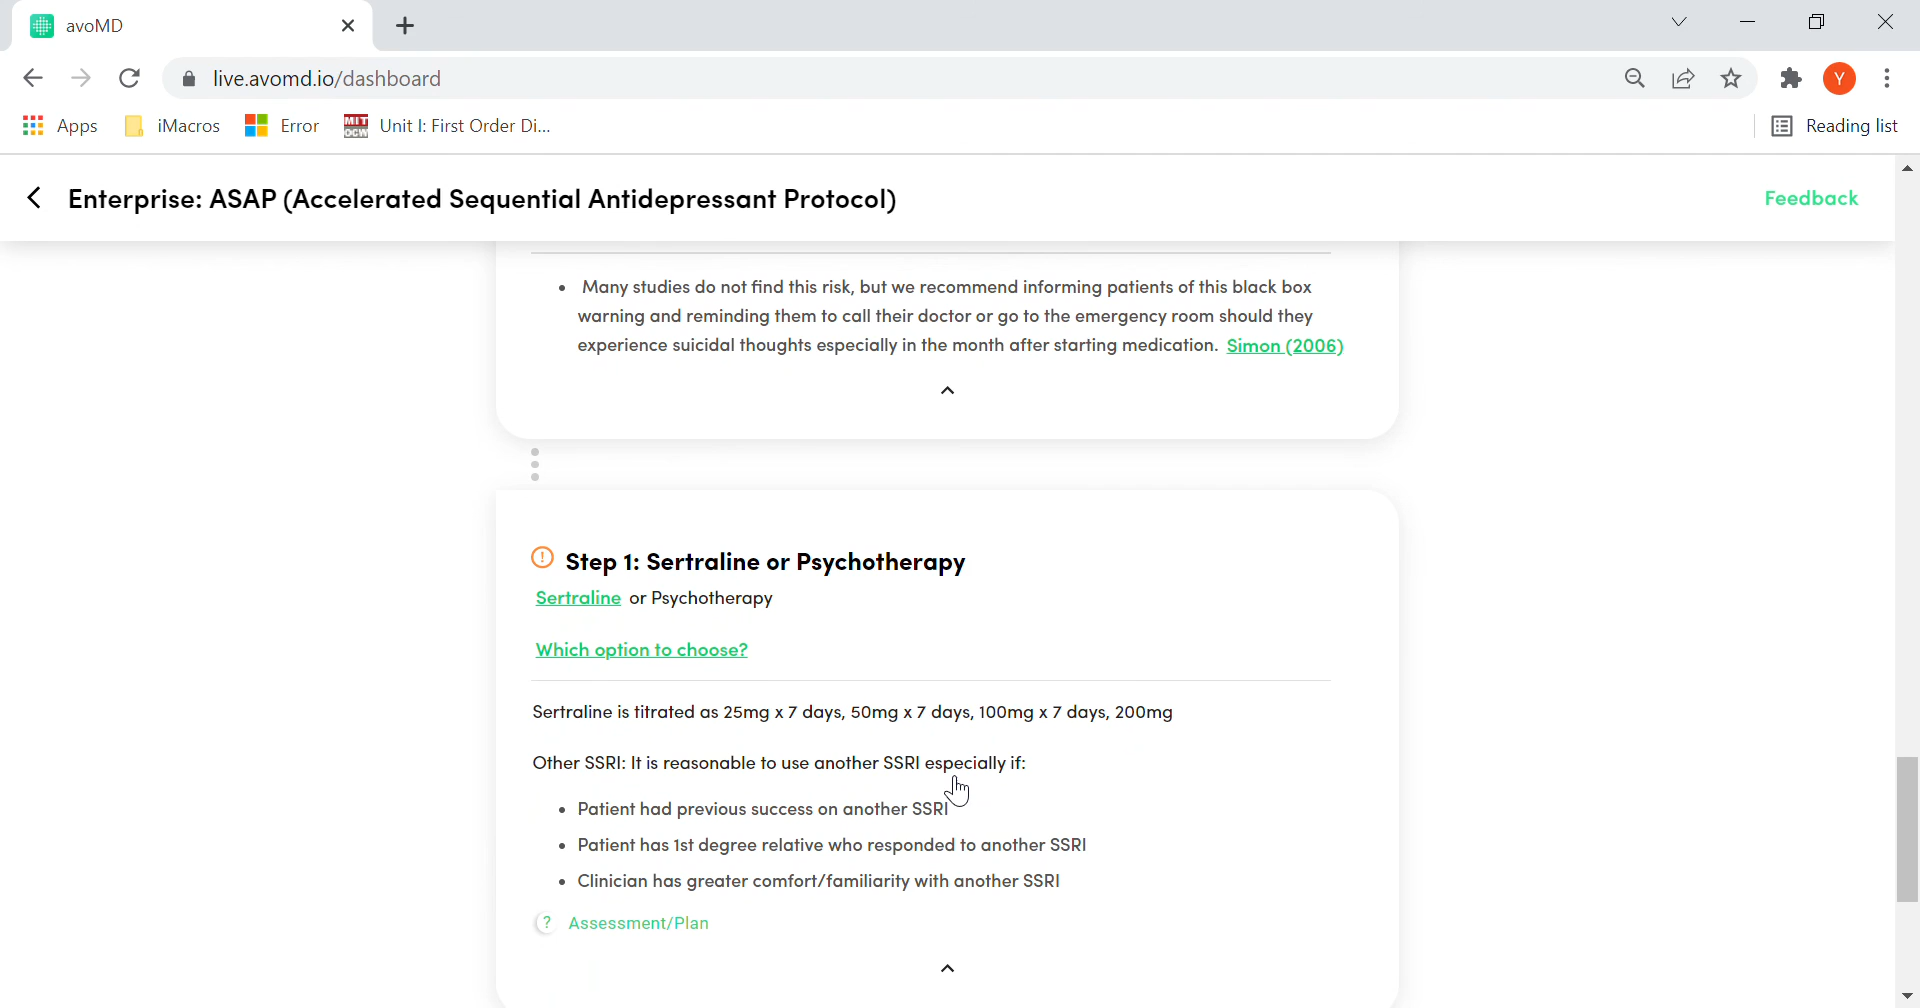 avoMD
live.avomd.io/dashboard
Y
Apps
iMacros
Error
MIT
OCW
Unit I: First Order Di...
Reading list
Enterprise: ASAP (Accelerated Sequential Antidepressant Protocol)
Feedback
• Many studies do not find this risk, but we recommend informing patients of this black box
warning and reminding them to call their doctor or go to the emergency room should they
experience suicidal thoughts especially in the month after starting medication. Simon (2006)
Step 1: Sertraline or Psychotherapy
Sertraline or Psychotherapy
Which option to choose?
Sertraline is titrated as 25mg x 7 days, 50mg x 7 days, 100mg x 7 days, 200mg
Other SSRI: It is reasonable to use another SSRI especially if:
• Patient had previous success on another SSRI
• Patient has 1st degree relative who responded to another SSRI
• Clinician has greater comfort/familiarity with another SSRI
? Assessment/Plan